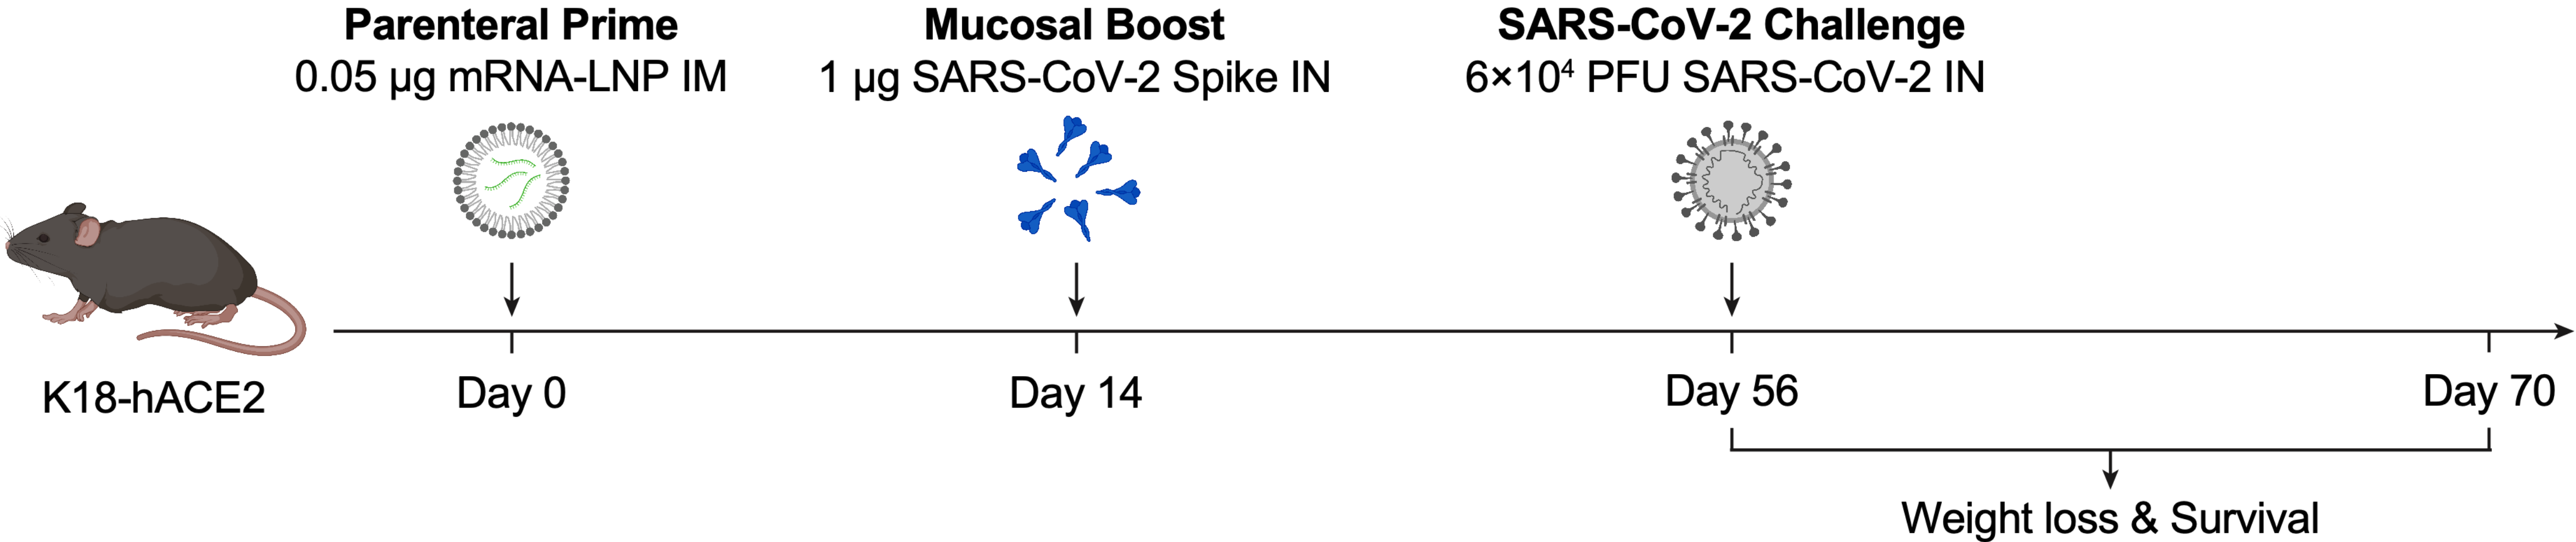 Parenteral Prime
0.05 µg mRNA-LNP IM
Mucosal Boost
1 µg SARS-CoV-2 Spike IN
SARS-CoV-2 Challenge
6×10⁴ PFU SARS-CoV-2 IN
K18-hACE2
Day 0
Day 14
Day 56
Day 70
Weight loss & Survival